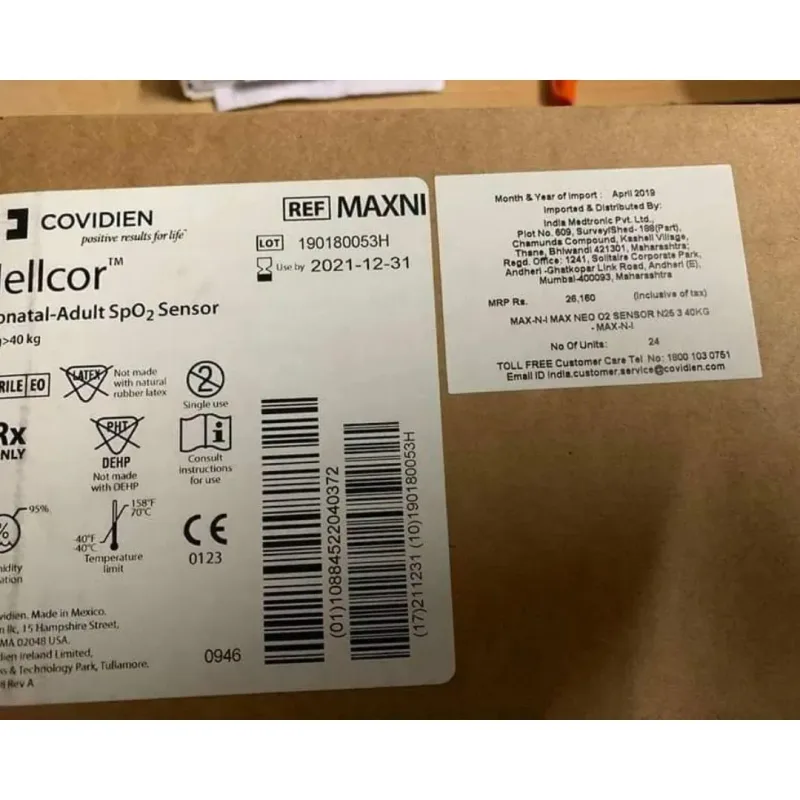 COVIDIEN
positive results for life™
ellcor™
onatal-Adult SpO2 Sensor
>40 kg
REF MAXNI
LOT 190180053H
Use by 2021-12-31
RILE EO
LATEX
Not made
with natural
rubber latex
2
Single use
Rx
NLY
PHT
DEHP
Not made
with DEHP
i
Consult
instructions
for use
95%
%
idity
ation
158°F
70°C
-40°F
-40°C
Temperature
limit
CE
0123
vidien. Made in Mexico.
n llc, 15 Hampshire Street,
MA 02048 USA.
dien Ireland Limited,
ss & Technology Park, Tullamore.
8 Rev A
0946
(01)10884522040372
(17)211231 (10)190180053H
Month & Year of Import : April 2019
Imported & Distributed By:
India Medtronic Pvt. Ltd.,
Plot No. 609, Survey/Shed-188(Part),
Chamunda Compound, Kasheli Village,
Thane, Bhiwandi 421301, Maharashtra;
Regd. Office: 1241, Solitaire Corporate Park,
Andheri -Ghatkopar Link Road, Andheri (E),
Mumbai-400093, Maharashtra
MRP Rs. 26,160 (Inclusive of tax)
MAX-N-I MAX NEO O2 SENSOR N25 3 40KG
- MAX-N-I
No Of Units: 24
TOLL FREE Customer Care Tel No: 1800 103 0751
Email ID india.customer.service@covidien.com